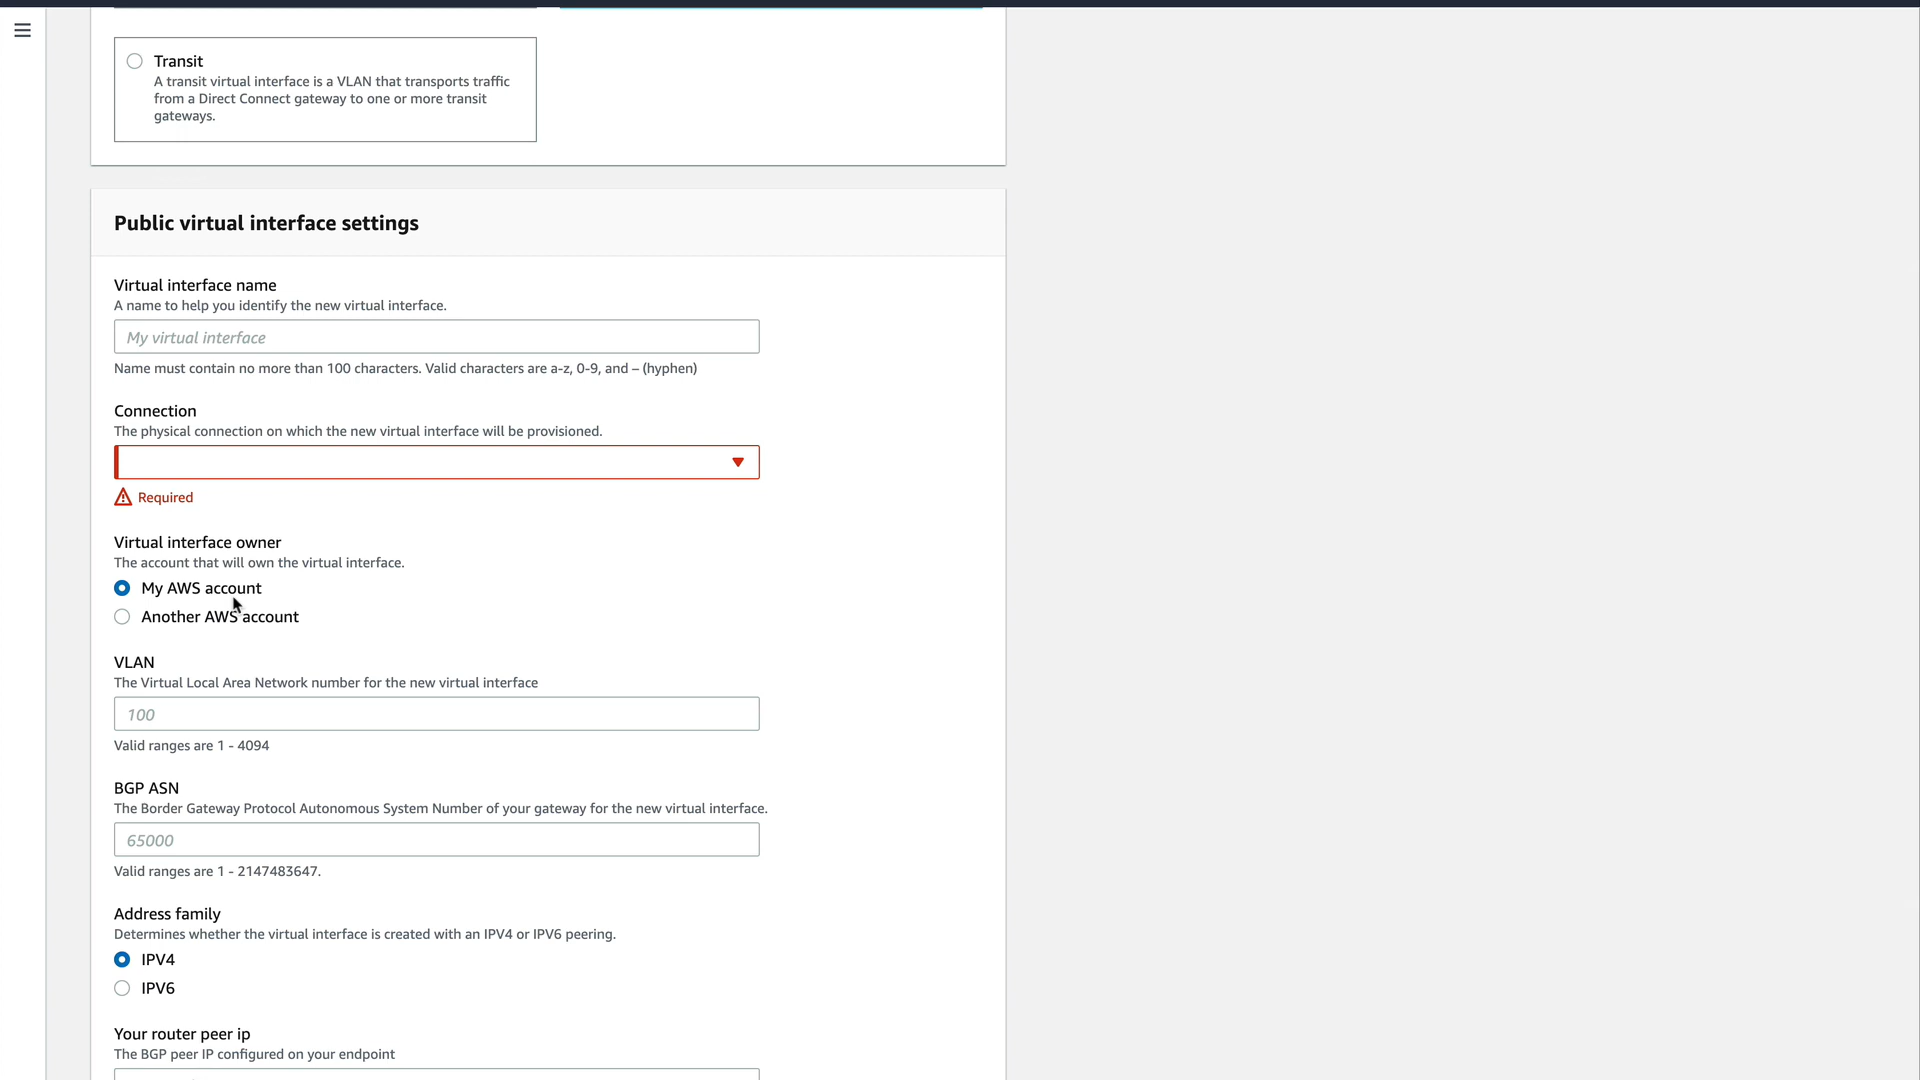 Transit
A transit virtual interface is a VLAN that transports traffic
from a Direct Connect gateway to one or more transit
gateways.
Public virtual interface settings
Virtual interface name
A name to help you identify the new virtual interface.
My virtual interface
Name must contain no more than 100 characters. Valid characters are a-z, 0-9, and – (hyphen)
Connection
The physical connection on which the new virtual interface will be provisioned.
Required
Virtual interface owner
The account that will own the virtual interface.
My AWS account
Another AWS account
VLAN
The Virtual Local Area Network number for the new virtual interface
100
Valid ranges are 1 - 4094
BGP ASN
The Border Gateway Protocol Autonomous System Number of your gateway for the new virtual interface.
65000
Valid ranges are 1 - 2147483647.
Address family
Determines whether the virtual interface is created with an IPV4 or IPV6 peering.
IPV4
IPV6
Your router peer ip
The BGP peer IP configured on your endpoint